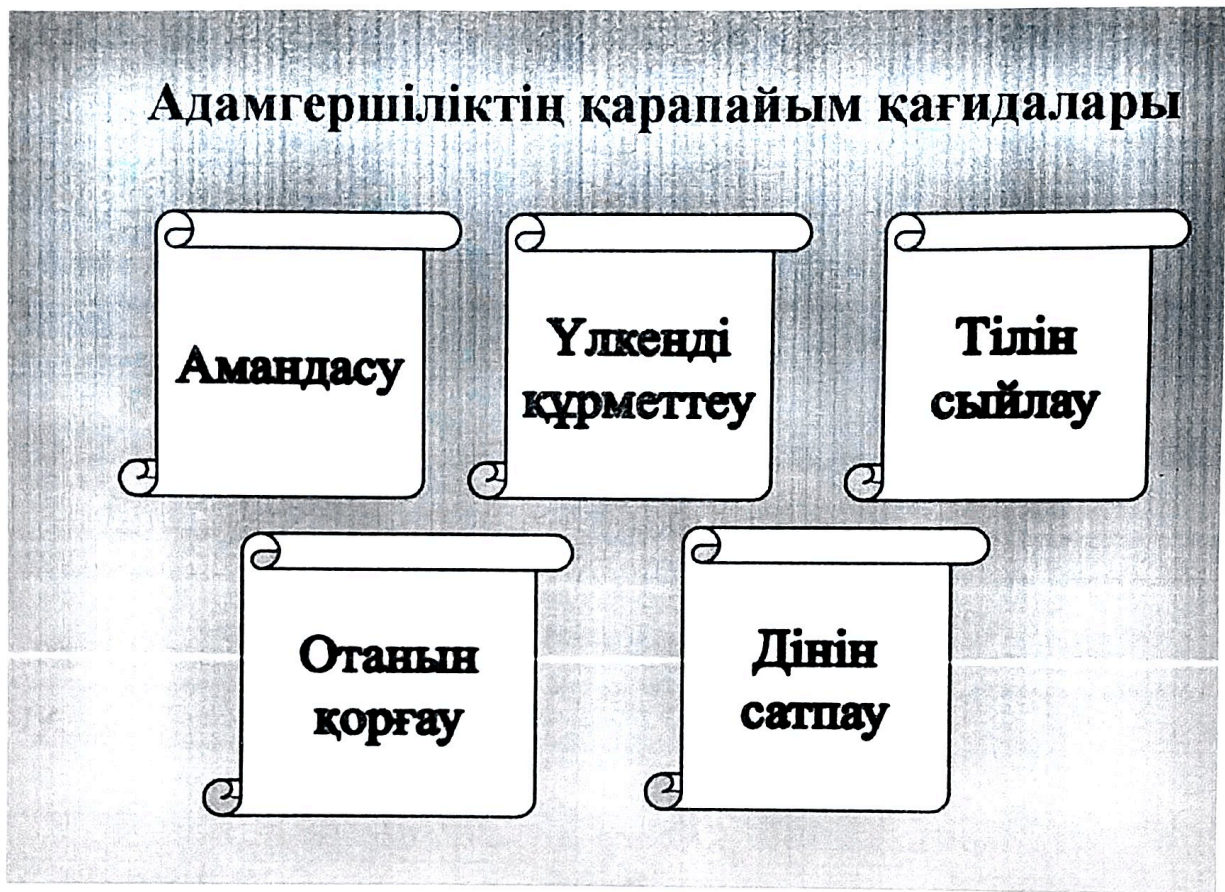 Адамгершіліктің қарапайым қағидалары
Амандасу
Үлкенді
құрметтеу
Тілін
сыйлау
Отанын
қорғау
Дінін
сатпау